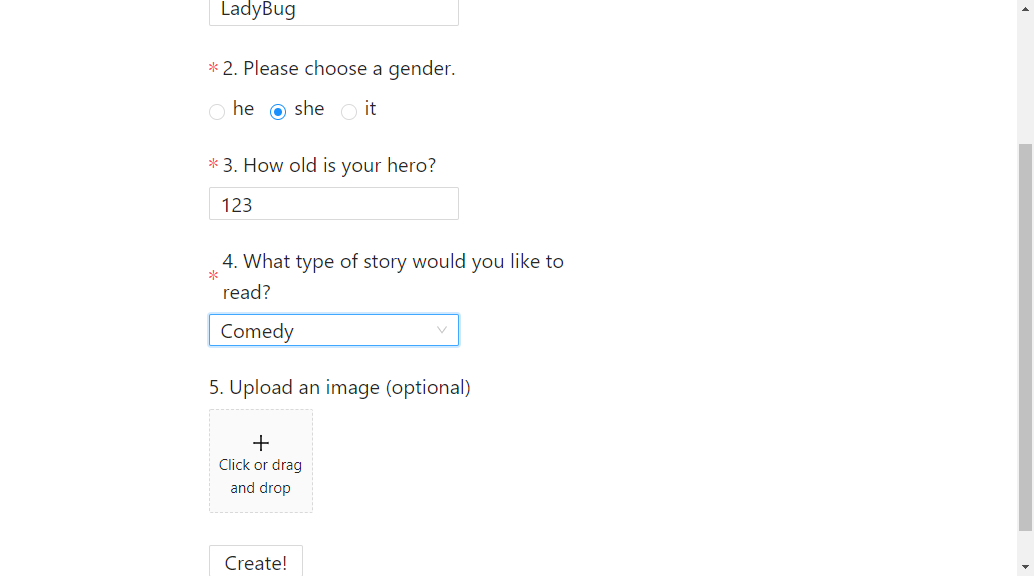 LadyBug
* 2. Please choose a gender.
he she it
* 3. How old is your hero?
123
* 4. What type of story would you like to
read?
Comedy
5. Upload an image (optional)
+
Click or drag
and drop
Create!